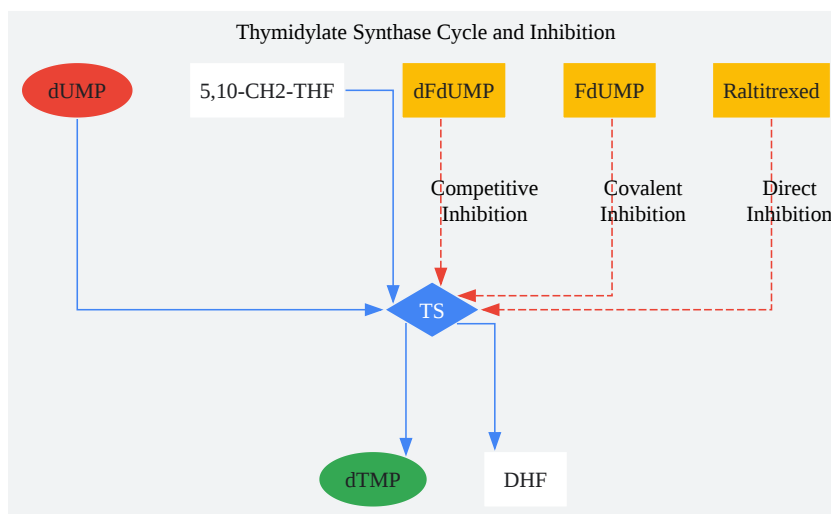 Thymidylate Synthase Cycle and Inhibition
dUMP
5,10-CH2-THF
dFdUMP
FdUMP
Raltitrexed
Competitive
Inhibition
Covalent
Inhibition
Direct
Inhibition
TS
dTMP
DHF